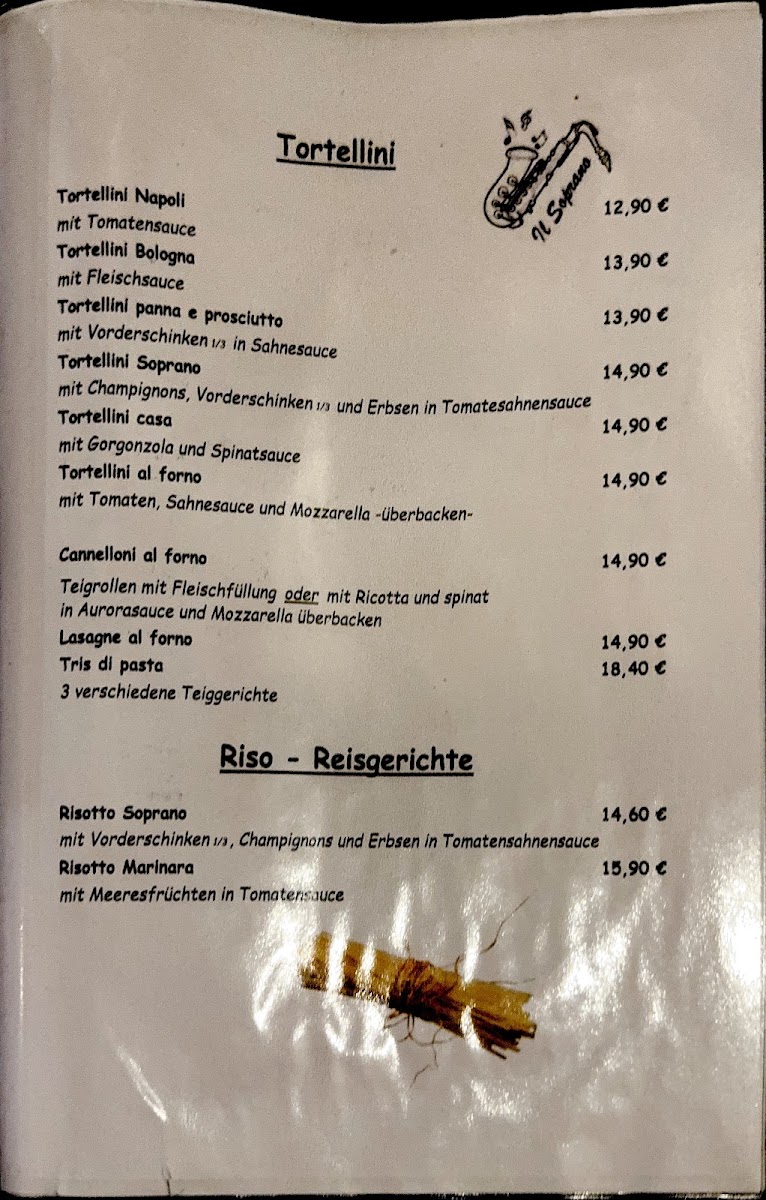 Tortellini
Il Soprano
Tortellini Napoli 12,90 €
mit Tomatensauce
Tortellini Bologna 13,90 €
mit Fleischsauce
Tortellini panna e prosciutto 13,90 €
mit Vorderschinken 1/3 in Sahnesauce
Tortellini Soprano 14,90 €
mit Champignons, Vorderschinken 1/3 und Erbsen in Tomatesahnensauce
Tortellini casa 14,90 €
mit Gorgonzola und Spinatsauce
Tortellini al forno 14,90 €
mit Tomaten, Sahnesauce und Mozzarella -überbacken-
Cannelloni al forno 14,90 €
Teigrollen mit Fleischfüllung oder mit Ricotta und spinat
in Aurorasauce und Mozzarella überbacken
Lasagne al forno 14,90 €
Tris di pasta 18,40 €
3 verschiedene Teiggerichte
Riso - Reisgerichte
Risotto Soprano 14,60 €
mit Vorderschinken 1/3, Champignons und Erbsen in Tomatensahnensauce
Risotto Marinara 15,90 €
mit Meeresfrüchten in Tomatensauce